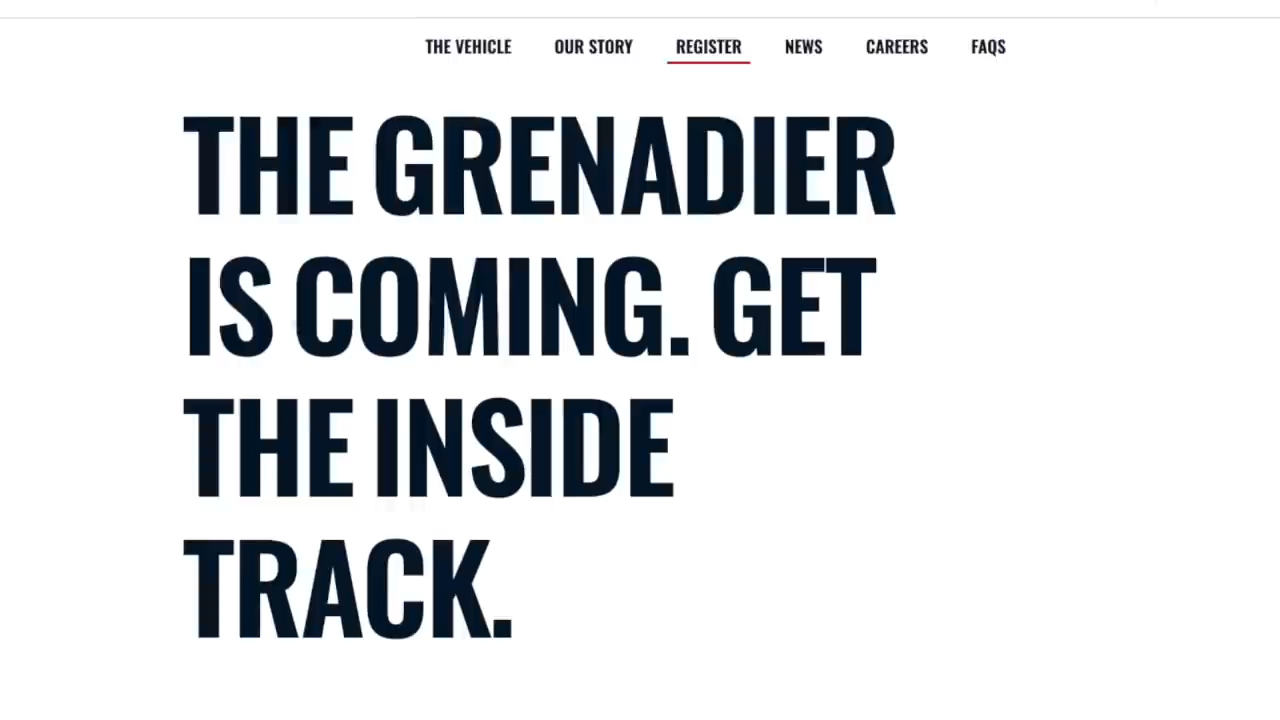 THE VEHICLE OUR STORY REGISTER NEWS CAREERS FAQS
THE GRENADIER
IS COMING. GET
THE INSIDE
TRACK.